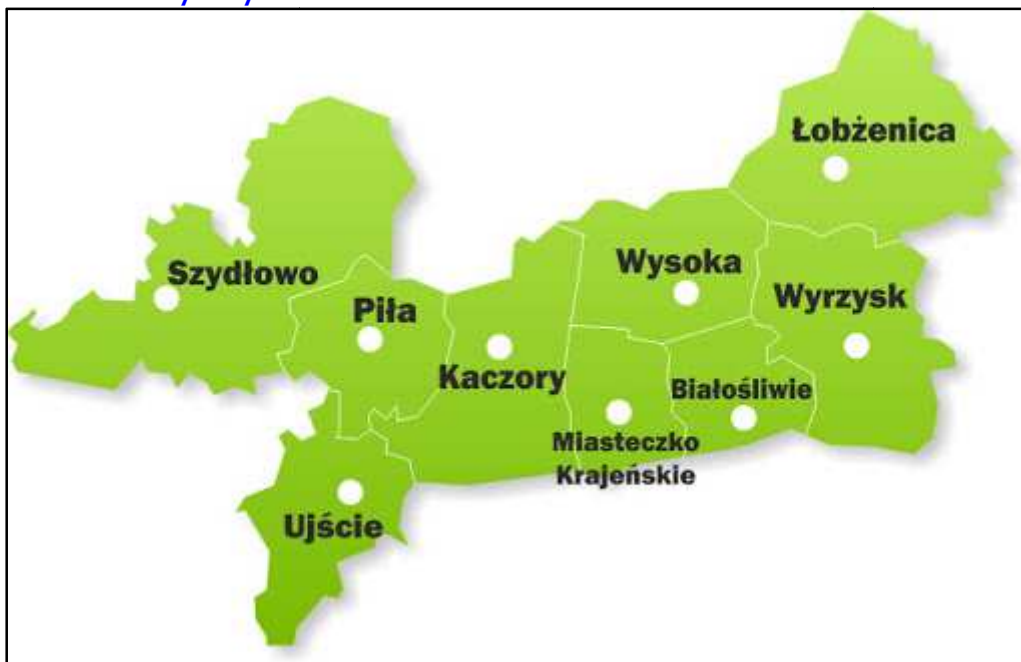 Łobżenica
Wysoka
Szydłowo
Wyrzysk
Piła
Kaczory
Białośliwie
Miasteczko
Krajeńskie
Ujście